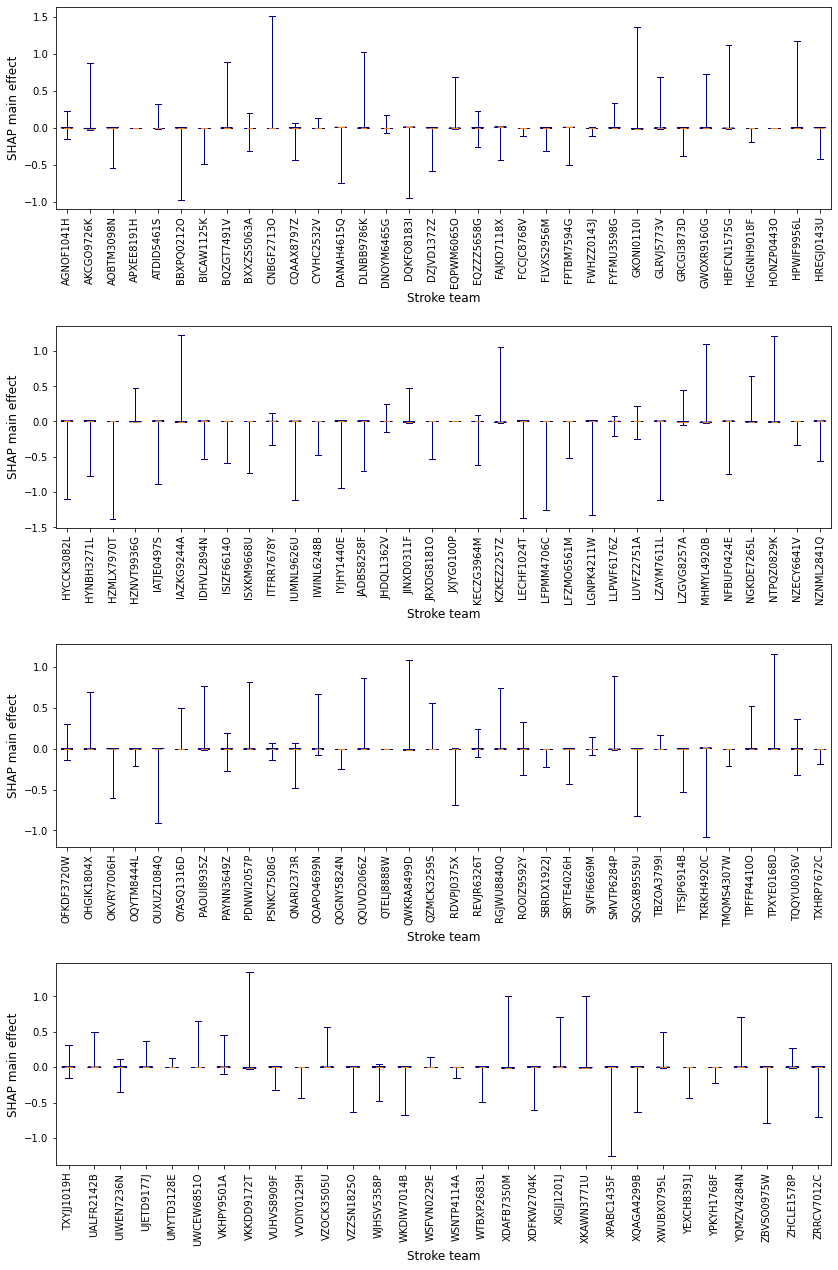 SHAP main effect
1.5
1.0
0.5
0.0
−0.5
−1.0
AGNOF1041H
AKCGO9726K
AOBTM3098N
APXEE8191H
ATDID5461S
BBXPQ0212O
BICAW1125K
BQZGT7491V
BXXZS5063A
CNBGF2713O
CQAAX8797Z
CYVHC2532V
DANAH4615Q
DLNBB9786K
DNOYM6465G
DQKFO8183I
DZJVD1372Z
EQPWM6065O
EQZZZ5658G
FAJKD7118X
FCCJC8768V
FLVXS2956M
FPTBM7594G
FWHZZ0143J
FYFMU3598G
GKONI0110I
GLRVJ5773V
GRCGI3873D
GWOXR9160G
HBFCN1575G
HGGNH9018F
HONZP0443O
HPWIF9956L
HREGJ0143U
Stroke team
SHAP main effect
1.0
0.5
0.0
−0.5
−1.0
−1.5
HYCCK3082L
HYNBH3271L
HZMLX7970T
HZNVT9936G
IATJE0497S
IAZKG9244A
IDHVL2894N
ISIZF6614O
ISXKM9668U
ITFRR7678Y
IUMNL9626U
IWINL6248B
IYJHY1440E
JADBS8258F
JHDQL1362V
JINXD0311F
JRXDG8181O
JXJYG0100P
KECZG3964M
KZKEZ2257Z
LECHF1024T
LFPMM4706C
LFZMO6561M
LGNPK4211W
LLPWF6176Z
LUVFZ2751A
LZAYM7611L
LZGVG8257A
MHMYL4920B
NFBUF0424E
NGKDE7265L
NTPQZ0829K
NZECY6641V
NZNML2841Q
Stroke team
SHAP main effect
1.0
0.5
0.0
−0.5
−1.0
OFKDF3720W
OHGIK1804X
OKVRY7006H
OQYTM8444L
OUXUZ1084Q
OYASQ1316D
PAOUI8935Z
PAYNN3649Z
PDNWI2057P
PSNKC7508G
QNARI2373R
QOAPO4699N
QOGNY5824N
QQUVD2066Z
QTELJ8888W
QWKRA8499D
QZMCK3259S
RDVPJ0375X
REVJR6326T
RGJWU8840Q
ROOIZ9592Y
SBRDX1922J
SBYTE4026H
SJVFI6669M
SMVTP6284P
SQGXB9559U
TBZQA3799I
TFSJP6914B
TKRKH4920C
TMQMS4307W
TPFFP4410O
TPXYE0168D
TQQYU0036V
TXHRP7672C
Stroke team
SHAP main effect
1.0
0.5
0.0
−0.5
−1.0
TXYJJ1019H
UALFR2142B
UIWEN7236N
UJETD9177J
UMYTD3128E
UWCEW6851O
VKHPY9501A
VKKDD9172T
VUHVS8909F
VVDIY0129H
VZOCK3505U
VZZSN1825O
WJHSV5358P
WKDIW7014B
WSFVN0229E
WSNTP4114A
WTBXP2683L
XDAFB7350M
XDFKW2704K
XIGJJ1201J
XKAWN3771U
XPABC1435F
XQAGA4299B
XWUBX0795L
YEXCH8391J
YPKYH1768F
YQMZV4284N
ZBVSO0975W
ZHCLE1578P
ZRRCV7012C
Stroke team